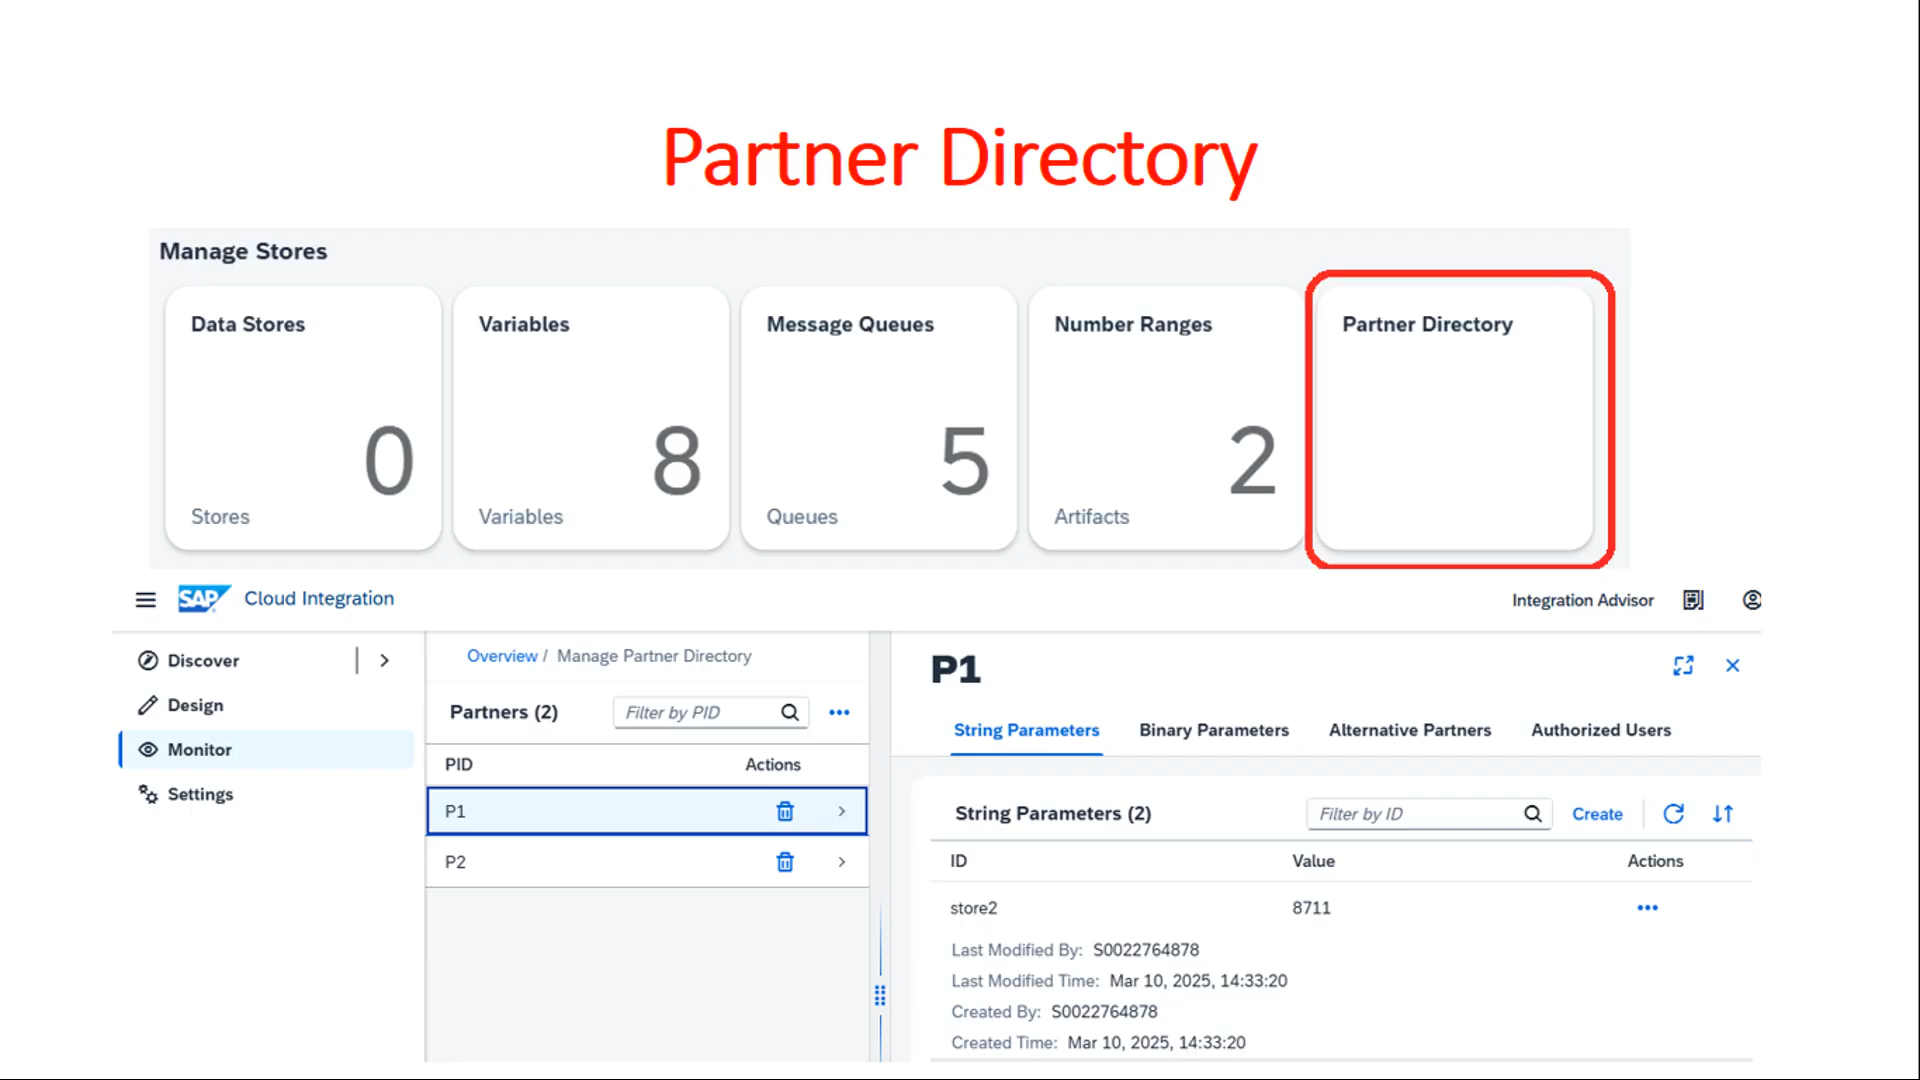 Partner Directory
Manage Stores
Data Stores
Variables
Message Queues
Number Ranges
Partner Directory
0
8
5
2
Stores
Variables
Queues
Artifacts
SAP Cloud Integration
Integration Advisor
Discover
Design
Monitor
Settings
Overview / Manage Partner Directory
Partners (2)
Filter by PID
PID
Actions
P1
P2
P1
String Parameters
Binary Parameters
Alternative Partners
Authorized Users
String Parameters (2)
Filter by ID
Create
ID
Value
Actions
store2
8711
Last Modified By: S0022764878
Last Modified Time: Mar 10, 2025, 14:33:20
Created By: S0022764878
Created Time: Mar 10, 2025, 14:33:20